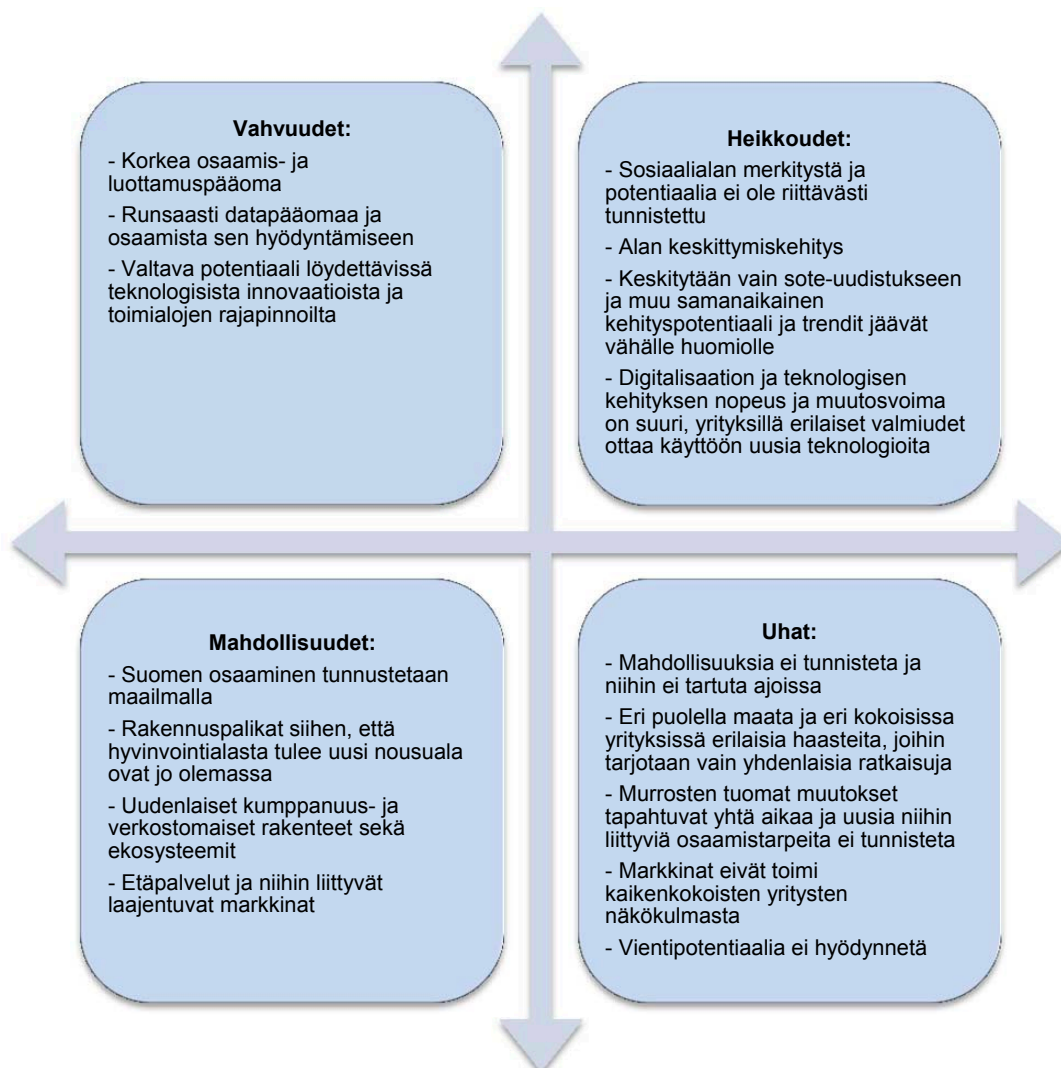 Vahvuudet:
- Korkea osaamis- ja
luottamuspääoma
- Runsaasti datapääomaa ja
osaamista sen hyödyntämiseen
- Valtava potentiaali löydettävissä
teknologisista innovaatioista ja
toimialojen rajapinnoilta
Heikkoudet:
- Sosiaalialan merkitystä ja
potentiaalia ei ole riittävästi
tunnistettu
- Alan keskittymiskehitys
- Keskitytään vain sote-uudistukseen
ja muu samanaikainen
kehityspotentiaali ja trendit jäävät
vähälle huomiolle
- Digitalisaation ja teknologisen
kehityksen nopeus ja muutosvoima
on suuri, yrityksillä erilaiset valmiudet
ottaa käyttöön uusia teknologioita
Mahdollisuudet:
- Suomen osaaminen tunnustetaan
maailmalla
- Rakennuspalikat siihen, että
hyvinvointialasta tulee uusi nousuala
ovat jo olemassa
- Uudenlaiset kumppanuus- ja
verkostomaiset rakenteet sekä
ekosysteemit
- Etäpalvelut ja niihin liittyvät
laajentuvat markkinat
Uhat:
- Mahdollisuuksia ei tunnisteta ja
niihin ei tartuta ajoissa
- Eri puolella maata ja eri kokoisissa
yrityksissä erilaisia haasteita, joihin
tarjotaan vain yhdenlaisia ratkaisuja
- Murrosten tuomat muutokset
tapahtuvat yhtä aikaa ja uusia niihin
liittyviä osaamistarpeita ei tunnisteta
- Markkinat eivät toimi
kaikenkokoisten yritysten
näkökulmasta
- Vientipotentiaalia ei hyödynnetä